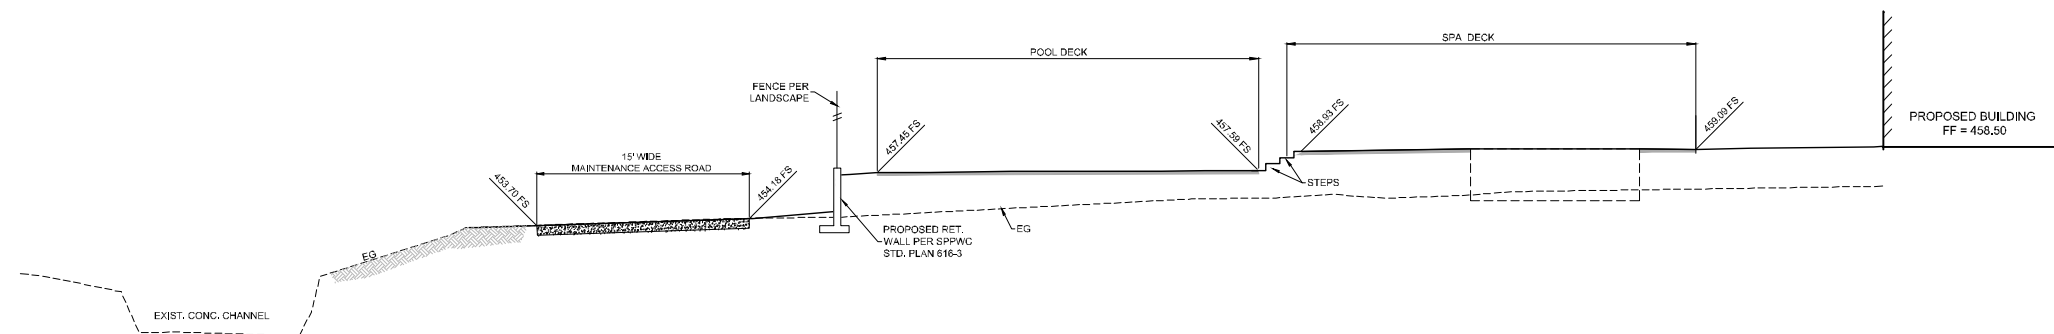 SPA DECK
POOL DECK
FENCE PER
LANDSCAPE
458.93 FS
459.09 FS
PROPOSED BUILDING
FF = 458.50
457.45 FS
457.59 FS
15' WIDE
MAINTENANCE ACCESS ROAD
453.70 FS
454.18 FS
STEPS
EG
PROPOSED RET.
WALL PER SPPWC
STD. PLAN 616-3
EG
EXIST. CONC. CHANNEL